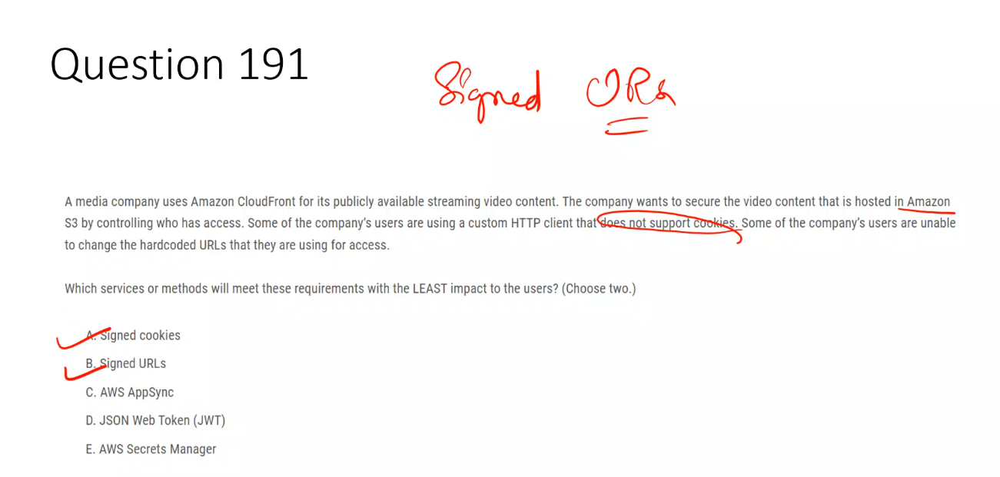 Question 191
Signed URLs
A media company uses Amazon CloudFront for its publicly available streaming video content. The company wants to secure the video content that is hosted in Amazon
S3 by controlling who has access. Some of the company's users are using a custom HTTP client that does not support cookies. Some of the company's users are unable
to change the hardcoded URLs that they are using for access.
Which services or methods will meet these requirements with the LEAST impact to the users? (Choose two.)
A. Signed cookies
B. Signed URLs
C. AWS AppSync
D. JSON Web Token (JWT)
E. AWS Secrets Manager